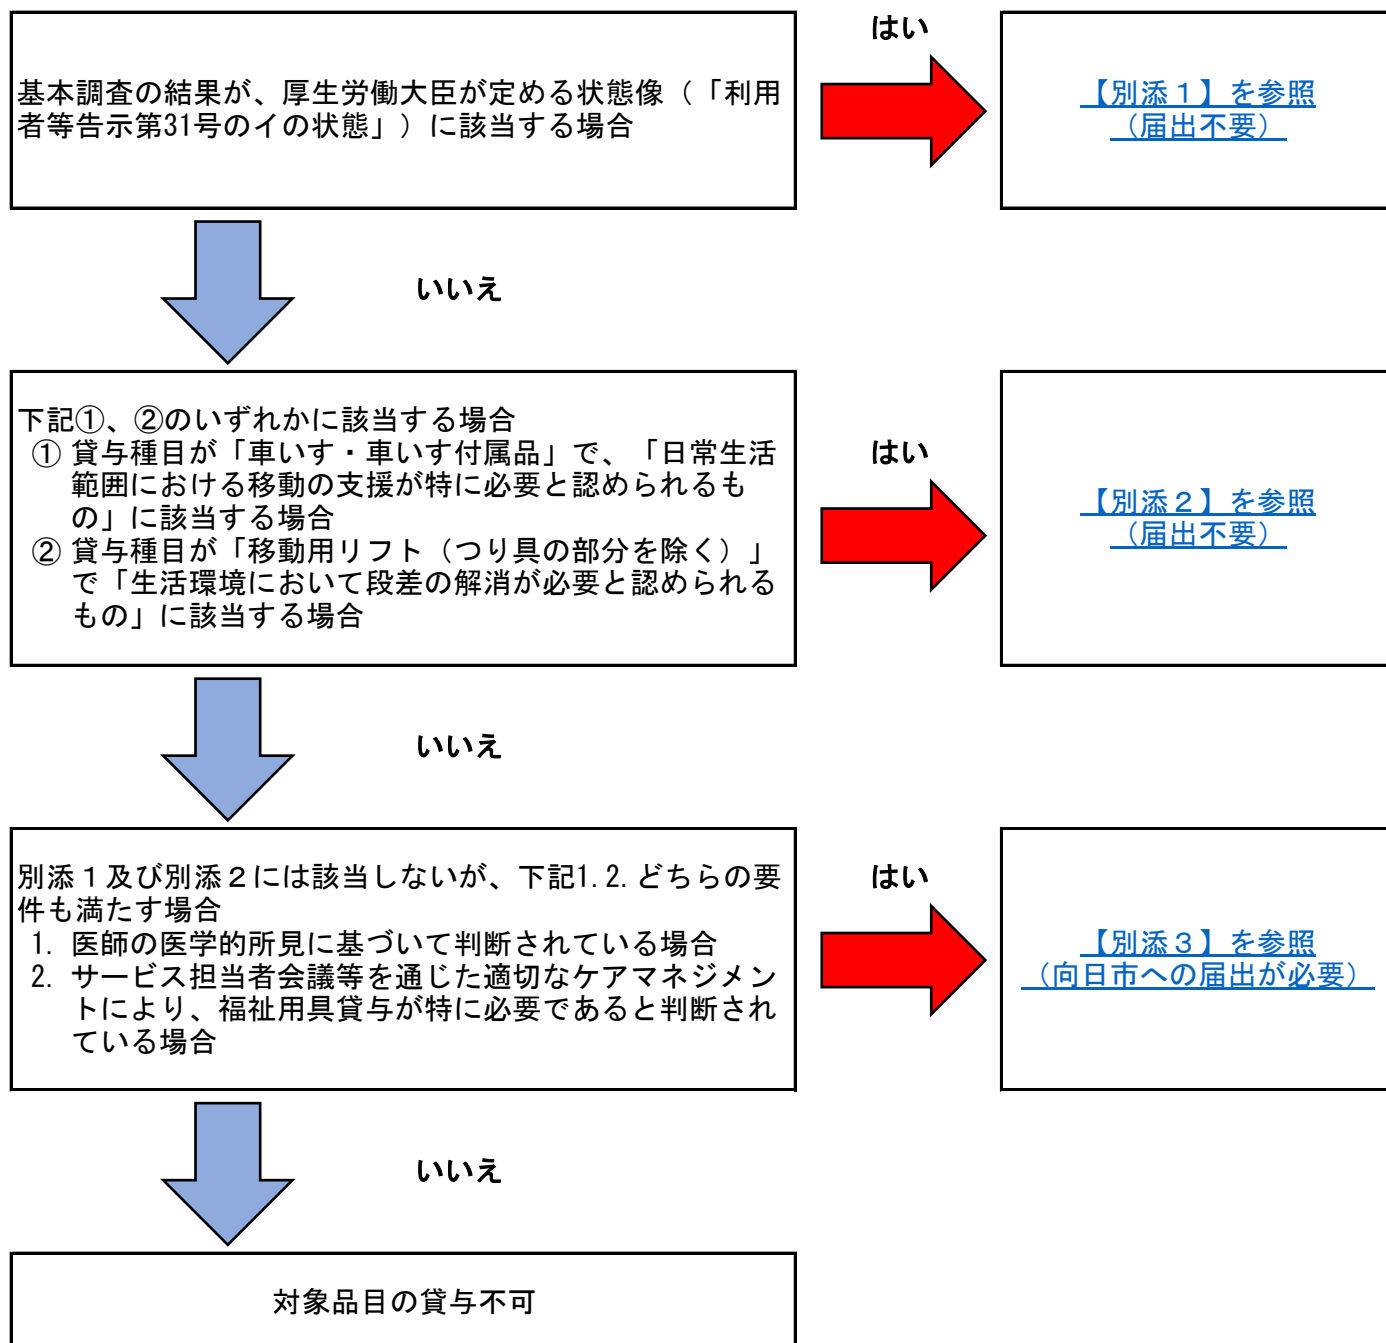 はい
基本調査の結果が、厚生労働大臣が定める状態像（「利用
者等告示第31号のイの状態」）に該当する場合
【別添１】を参照
（届出不要）
いいえ
下記①、②のいずれかに該当する場合
① 貸与種目が「車いす・車いす付属品」で、「日常生活
範囲における移動の支援が特に必要と認められるも
の」に該当する場合
② 貸与種目が「移動用リフト（つり具の部分を除く）」
で「生活環境において段差の解消が必要と認められる
もの」に該当する場合
はい
【別添２】を参照
（届出不要）
いいえ
別添１及び別添２には該当しないが、下記1.2.どちらの要
件も満たす場合
1. 医師の医学的所見に基づいて判断されている場合
2. サービス担当者会議等を通じた適切なケアマネジメン
トにより、福祉用具貸与が特に必要であると判断され
ている場合
はい
【別添３】を参照
（向日市への届出が必要）
いいえ
対象品目の貸与不可